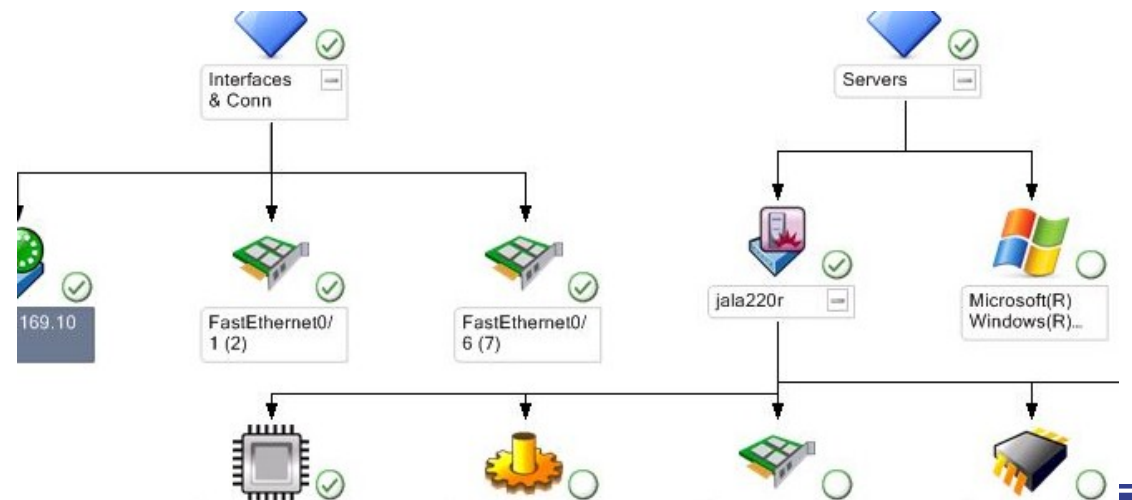 Interfaces
& Conn
Servers
169.10
FastEthernet0/
1 (2)
FastEthernet0/
6 (7)
jala220r
Microsoft(R)
Windows(R)...